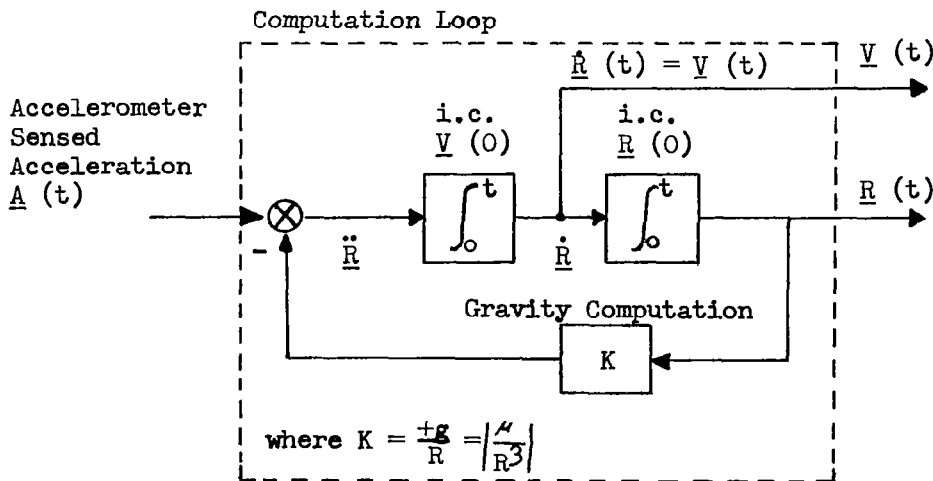 Computation Loop
Ṙ (t) = V (t)
V (t)
Accelerometer
Sensed
Acceleration
A (t)
i.c.
V (0)
i.c.
R (0)
∫₀ᵗ
∫₀ᵗ
R (t)
-
R̈
Ṙ
Gravity Computation
K
where K = +g/R = |μ/R³|